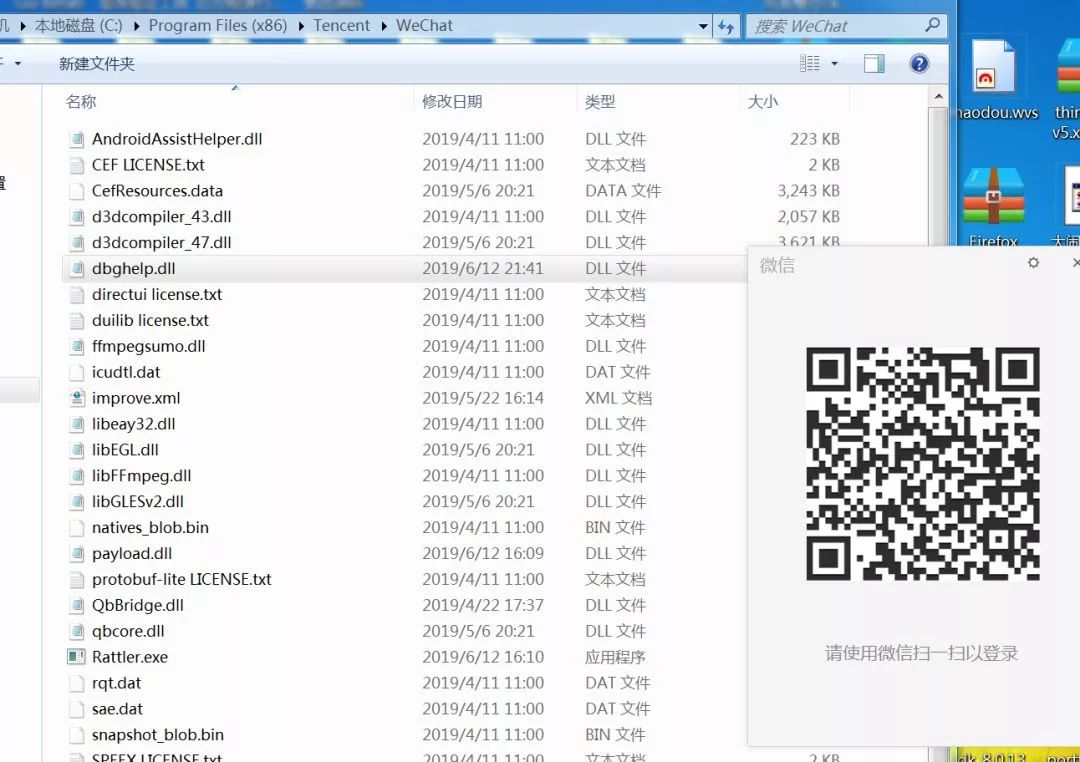 机 ▸ 本地磁盘 (C:) ▸ Program Files (x86) ▸ Tencent ▸ WeChat
搜索 WeChat
新建文件夹
名称 修改日期 类型 大小
AndroidAssistHelper.dll 2019/4/11 11:00 DLL 文件 223 KB
CEF LICENSE.txt 2019/4/11 11:00 文本文档 2 KB
CefResources.data 2019/5/6 20:21 DATA 文件 3,243 KB
d3dcompiler_43.dll 2019/4/11 11:00 DLL 文件 2,057 KB
d3dcompiler_47.dll 2019/5/6 20:21 DLL 文件 3,621 KB
dbghelp.dll 2019/6/12 21:41 DLL 文件
directui license.txt 2019/4/11 11:00 文本文档
duilib license.txt 2019/4/11 11:00 文本文档
ffmpegsumo.dll 2019/4/11 11:00 DLL 文件
icudtl.dat 2019/4/11 11:00 DAT 文件
improve.xml 2019/5/22 16:14 XML 文档
libeay32.dll 2019/4/11 11:00 DLL 文件
libEGL.dll 2019/5/6 20:21 DLL 文件
libFFmpeg.dll 2019/4/11 11:00 DLL 文件
libGLESv2.dll 2019/5/6 20:21 DLL 文件
natives_blob.bin 2019/4/11 11:00 BIN 文件
payload.dll 2019/6/12 16:09 DLL 文件
protobuf-lite LICENSE.txt 2019/4/11 11:00 文本文档
QbBridge.dll 2019/4/22 17:37 DLL 文件
qbcore.dll 2019/5/6 20:21 DLL 文件
Rattler.exe 2019/6/12 16:10 应用程序
rqt.dat 2019/4/11 11:00 DAT 文件
sae.dat 2019/4/11 11:00 DAT 文件
snapshot_blob.bin 2019/4/11 11:00 BIN 文件
SPEEX LICENSE.txt 2019/4/11 11:00 文本文档 2 KB
微信
请使用微信扫一扫以登录
haodou.wvs
thin
v5.x
Firefox
大闹
dk_8.0.13
port